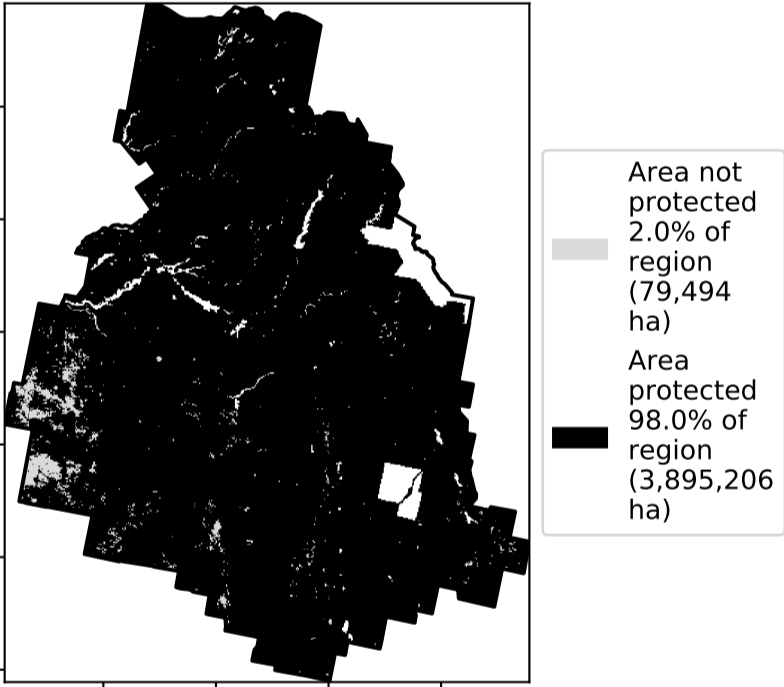 Area not
protected
2.0% of
region
(79,494
ha)
Area
protected
98.0% of
region
(3,895,206
ha)